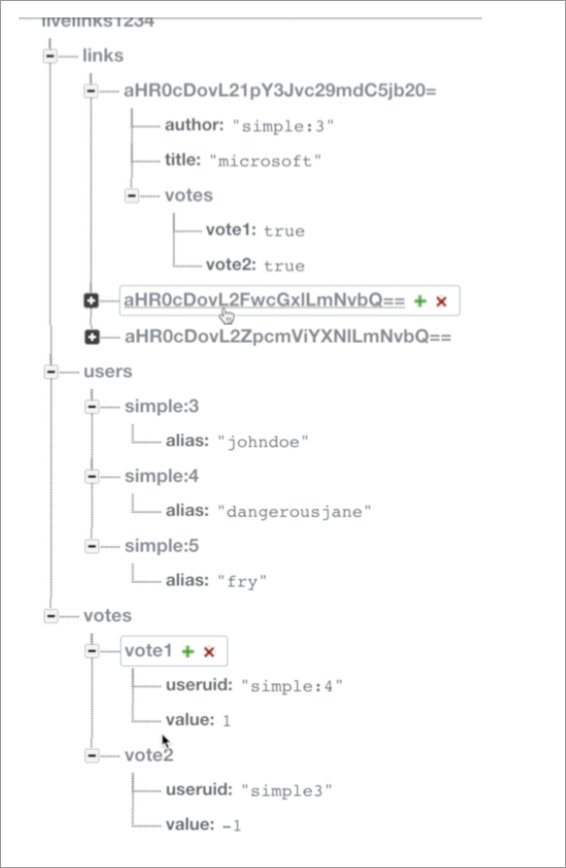 livelinks1234
links
aHR0cDovL21pY3Jvc29mdC5jb20=
author: "simple:3"
title: "microsoft"
votes
vote1: true
vote2: true
aHR0cDovL2FwcGxlLmNvbQ==
aHR0cDovL2ZpcmViYXNlLmNvbQ==
users
simple:3
alias: "johndoe"
simple:4
alias: "dangerousjane"
simple:5
alias: "fry"
votes
vote1
useruid: "simple:4"
value: 1
vote2
useruid: "simple3"
value: -1